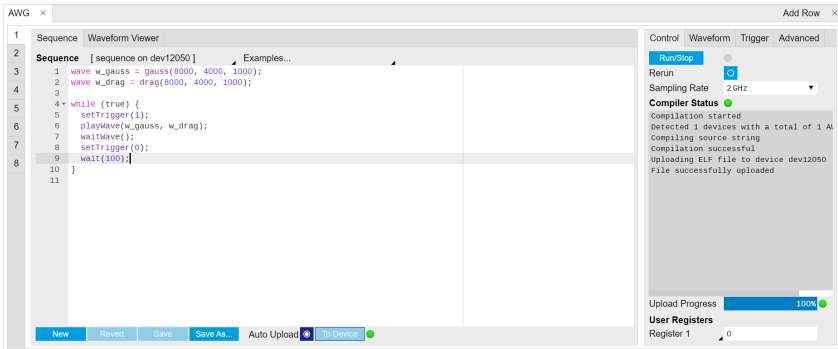 AWG × Add Row ×
1 2 3 4 5 6 7 8
Sequence Waveform Viewer
Sequence [ sequence on dev12050 ] Examples...
1 wave w_gauss = gauss(8000, 4000, 1000);
2 wave w_drag = drag(8000, 4000, 1000);
3
4 while (true) {
5 setTrigger(1);
6 playWave(w_gauss, w_drag);
7 waitWave();
8 setTrigger(0);
9 wait(100);
10 }
11
New Revert Save Save As... Auto Upload To Device
Control Waveform Trigger Advanced
Run/Stop
Rerun
Sampling Rate 2 GHz
Compiler Status
Compilation started
Detected 1 devices with a total of 1 A
Compiling source string
Compilation successful
Uploading ELF file to device dev12050
File successfully uploaded
Upload Progress 100%
User Registers
Register 1 0